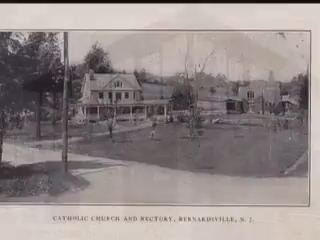 CATHOLIC CHURCH AND RECTORY, BERNARDSVILLE, N. J.